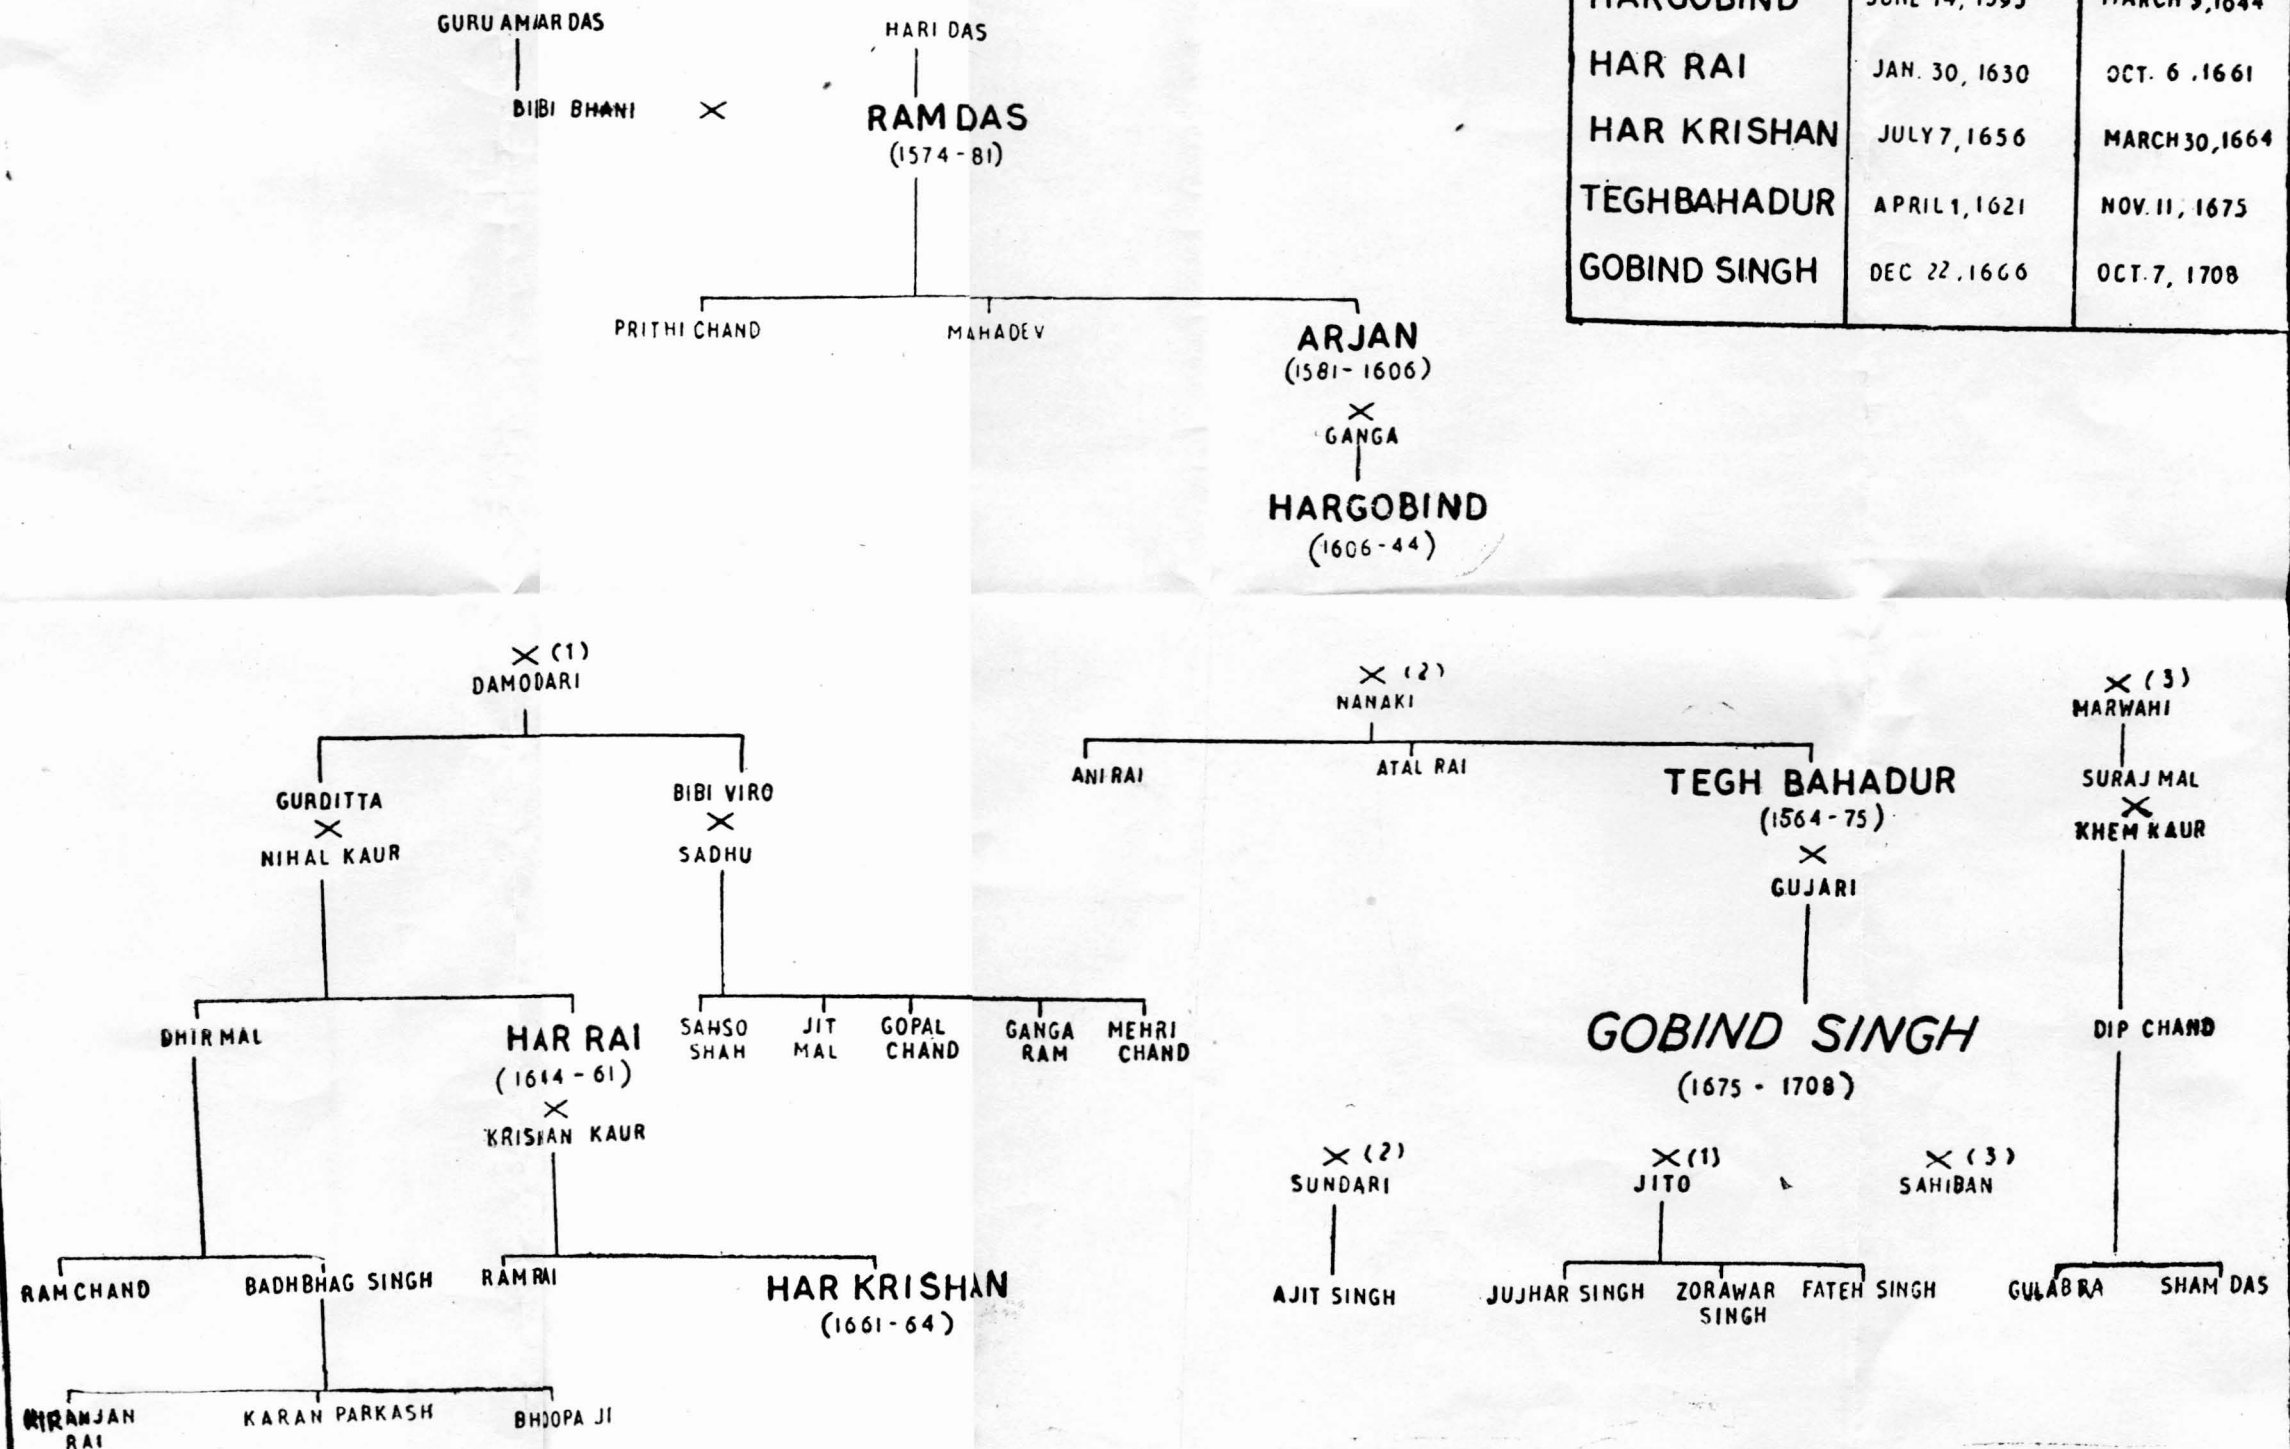 GURU AMAR DAS
HARI DAS
BIBI BHANI X RAM DAS
(1574-81)
PRITHI CHAND MAHADEV ARJAN
(1581-1606)
X
GANGA
HARGOBIND
(1606-44)
HARGOBIND JUNE 14, 1595 MARCH 3, 1644
HAR RAI JAN. 30, 1630 OCT. 6, 1661
HAR KRISHAN JULY 7, 1656 MARCH 30, 1664
TEGHBAHADUR APRIL 1, 1621 NOV. 11, 1675
GOBIND SINGH DEC 22, 1666 OCT. 7, 1708
X (1)
DAMODARI
X (2)
NANAKI
X (3)
MARWAHI
GURDITTA
X
NIHAL KAUR
BIBI VIRO
X
SADHU
ANI RAI ATAL RAI TEGH BAHADUR
(1564-75)
X
GUJARI
SURAJ MAL
X
KHEM KAUR
DHIR MAL HAR RAI
(1644-61)
X
KRISHAN KAUR
SAHSO
SHAH
JIT
MAL
GOPAL
CHAND
GANGA
RAM
MEHRI
CHAND
GOBIND SINGH
(1675 - 1708)
DIP CHAND
X (2)
SUNDARI
X (1)
JITO
X (3)
SAHIBAN
RAM CHAND BADHBHAG SINGH RAM RAI HAR KRISHAN
(1661-64)
AJIT SINGH JUJHAR SINGH ZORAWAR
SINGH
FATEH SINGH GULAB RA SHAM DAS
NIRANJAN
RAI
KARAN PARKASH BHOOPA JI